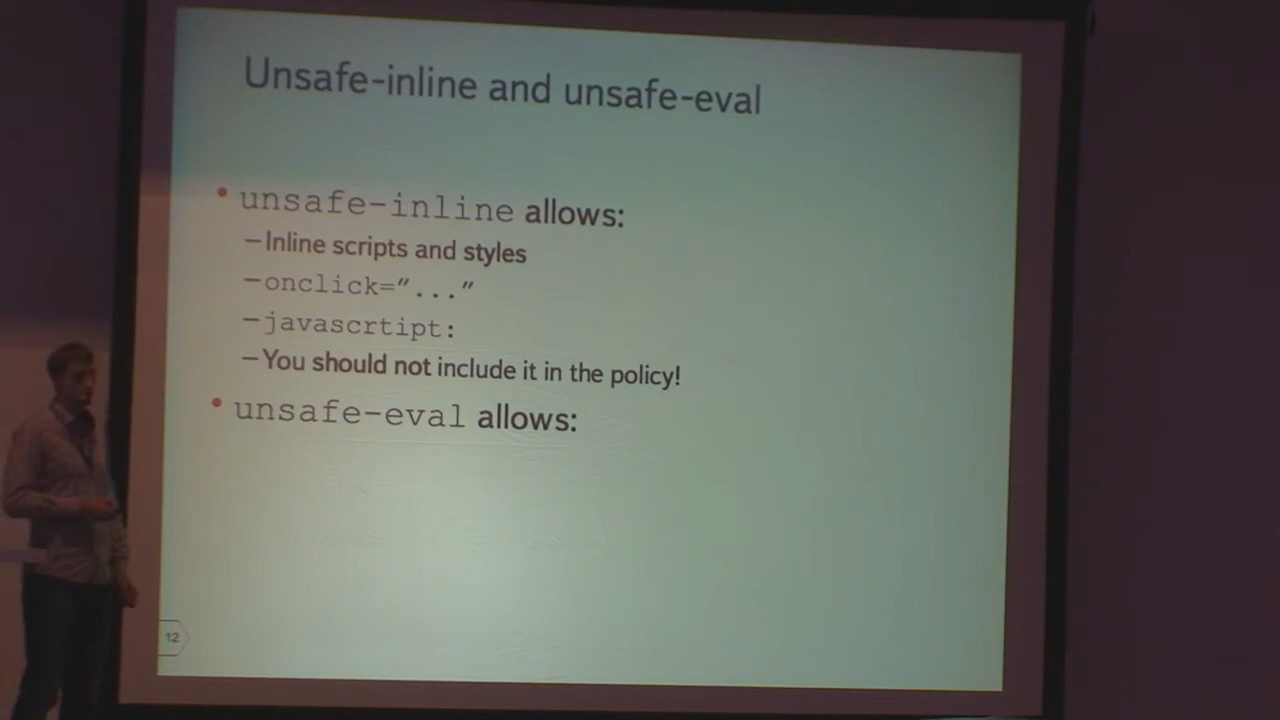 Unsafe-inline and unsafe-eval
• unsafe-inline allows:
–Inline scripts and styles
–onclick="..."
–javascrtipt:
–You should not include it in the policy!
• unsafe-eval allows:
12